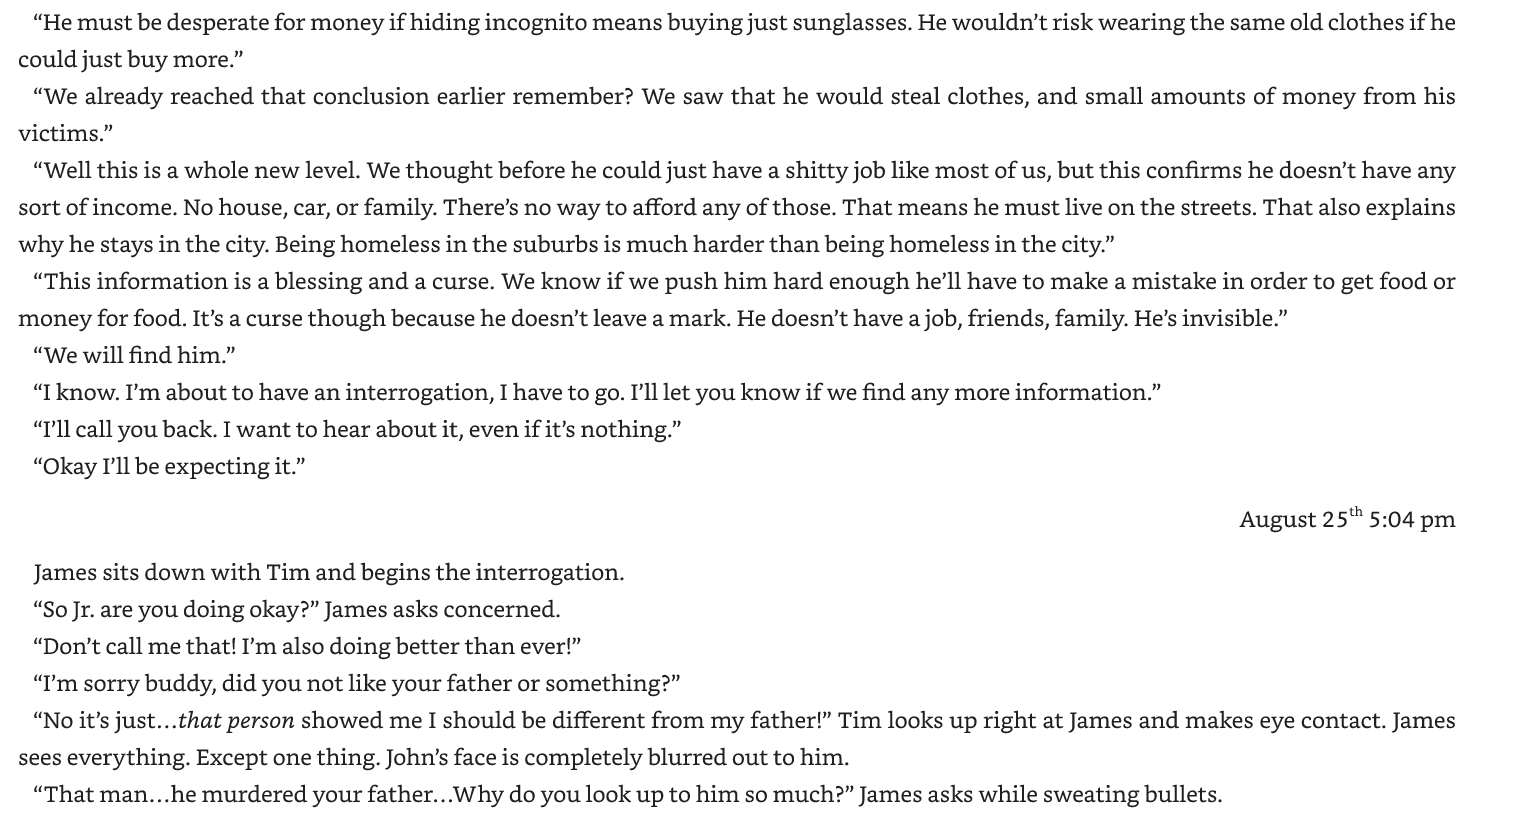 “He must be desperate for money if hiding incognito means buying just sunglasses. He wouldn’t risk wearing the same old clothes if he
could just buy more.”
“We already reached that conclusion earlier remember? We saw that he would steal clothes, and small amounts of money from his
victims.”
“Well this is a whole new level. We thought before he could just have a shitty job like most of us, but this confirms he doesn’t have any
sort of income. No house, car, or family. There’s no way to afford any of those. That means he must live on the streets. That also explains
why he stays in the city. Being homeless in the suburbs is much harder than being homeless in the city.”
“This information is a blessing and a curse. We know if we push him hard enough he’ll have to make a mistake in order to get food or
money for food. It’s a curse though because he doesn’t leave a mark. He doesn’t have a job, friends, family. He’s invisible.”
“We will find him.”
“I know. I’m about to have an interrogation, I have to go. I’ll let you know if we find any more information.”
“I’ll call you back. I want to hear about it, even if it’s nothing.”
“Okay I’ll be expecting it.”
August 25th 5:04 pm
James sits down with Tim and begins the interrogation.
“So Jr. are you doing okay?” James asks concerned.
“Don’t call me that! I’m also doing better than ever!”
“I’m sorry buddy, did you not like your father or something?”
“No it’s just…that person showed me I should be different from my father!” Tim looks up right at James and makes eye contact. James
sees everything. Except one thing. John’s face is completely blurred out to him.
“That man…he murdered your father…Why do you look up to him so much?” James asks while sweating bullets.